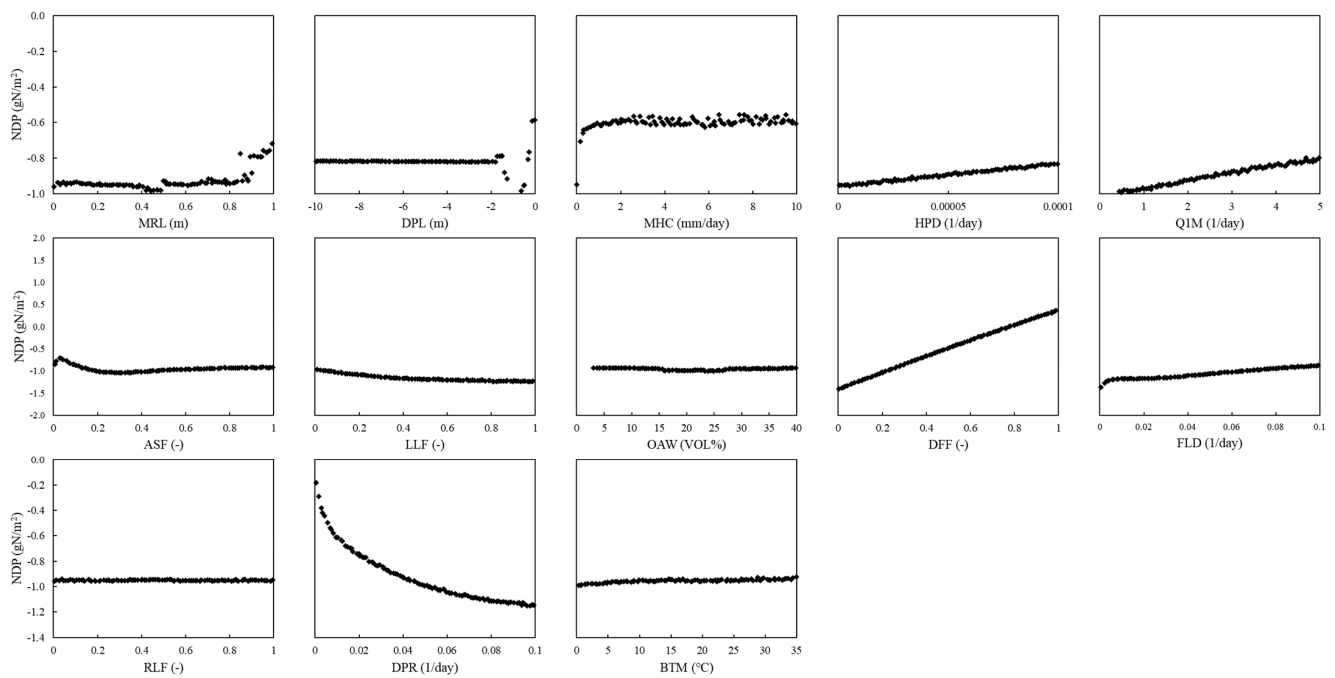 0.0
-0.2
-0.4
-0.6
-0.8
-1.0
NDP (gN/m²)
0 0.2 0.4 0.6 0.8 1
MRL (m)
-10 -8 -6 -4 -2 0
DPL (m)
0 2 4 6 8 10
MHC (mm/day)
0 0.00005 0.0001
HPD (1/day)
0 1 2 3 4 5
Q1M (1/day)
2.0
1.5
1.0
0.5
0.0
-0.5
-1.0
-1.5
-2.0
NDP (gN/m²)
0 0.2 0.4 0.6 0.8 1
ASF (-)
0 0.2 0.4 0.6 0.8 1
LLF (-)
0 5 10 15 20 25 30 35 40
OAW (VOL%)
0 0.2 0.4 0.6 0.8 1
DFF (-)
0 0.02 0.04 0.06 0.08 0.1
FLD (1/day)
0.0
-0.2
-0.4
-0.6
-0.8
-1.0
-1.2
-1.4
NDP (gN/m²)
0 0.2 0.4 0.6 0.8 1
RLF (-)
0 0.02 0.04 0.06 0.08 0.1
DPR (1/day)
0 5 10 15 20 25 30 35
BTM (℃)